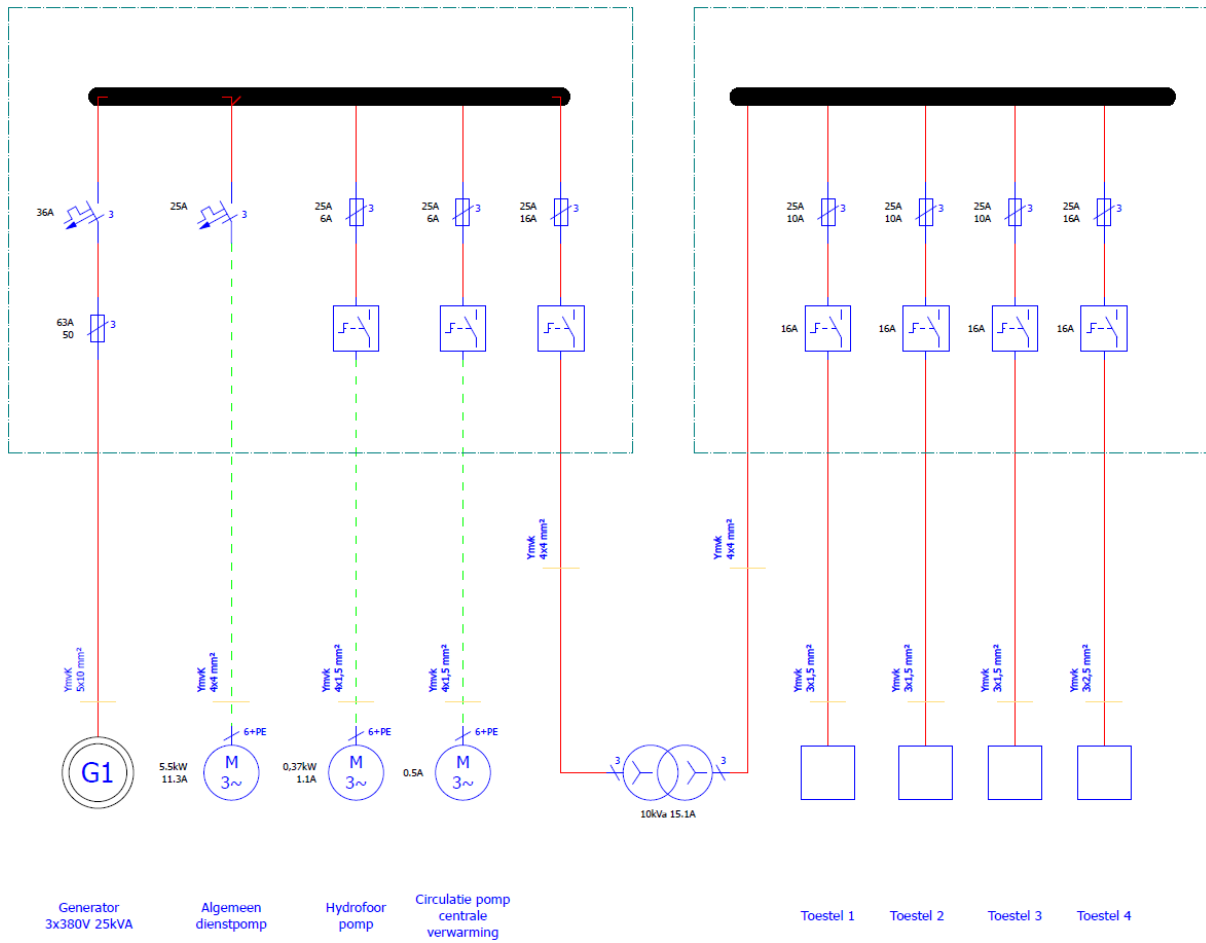 36A
3
25A
3
25A
6A
3
25A
6A
3
25A
16A
3
25A
10A
3
25A
10A
3
25A
10A
3
25A
16A
3
63A
50
3
16A
16A
16A
16A
Ymvk
4x4 mm²
Ymvk
4x4 mm²
YmvK
5x10 mm²
YmvK
4x4 mm²
Ymvk
4x1,5 mm²
Ymvk
4x1,5 mm²
Ymvk
3x1,5 mm²
Ymvk
3x1,5 mm²
Ymvk
3x1,5 mm²
Ymvk
3x2,5 mm²
6+PE
6+PE
6+PE
G1
5.5kW
11.3A
M
3~
0,37kW
1.1A
M
3~
0.5A
M
3~
3
3
10kVa 15.1A
Generator
3x380V 25kVA
Algemeen
dienstpomp
Hydrofoor
pomp
Circulatie pomp
centrale
verwarming
Toestel 1
Toestel 2
Toestel 3
Toestel 4